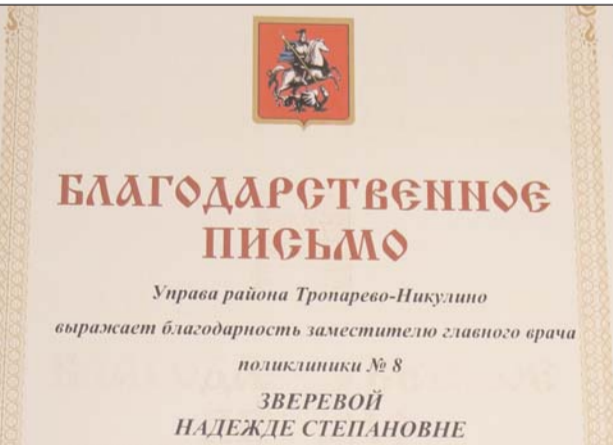 БЛАГОДАРСТВЕННОЕ
ПИСЬМО
Управа района Тропарево-Никулино
выражает благодарность заместителю главного врача
поликлиники № 8
ЗВЕРЕВОЙ
НАДЕЖДЕ СТЕПАНОВНЕ